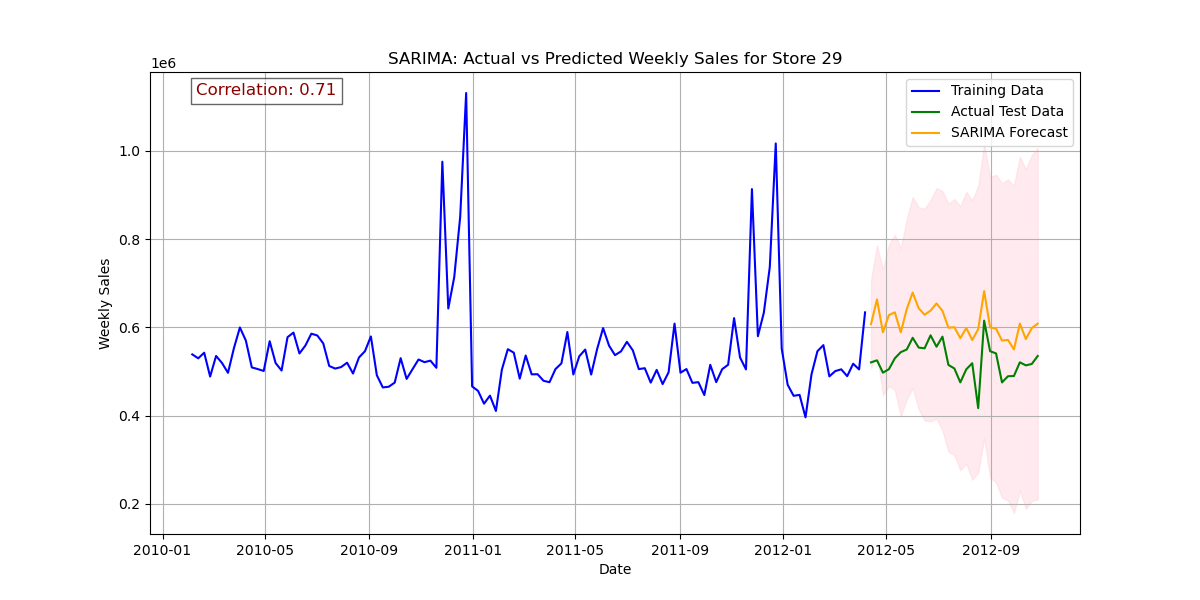 SARIMA: Actual vs Predicted Weekly Sales for Store 29
1e6
Correlation: 0.71
Training Data
Actual Test Data
SARIMA Forecast
1.0
0.8
0.6
0.4
0.2
Weekly Sales
2010-01 2010-05 2010-09 2011-01 2011-05 2011-09 2012-01 2012-05 2012-09
Date